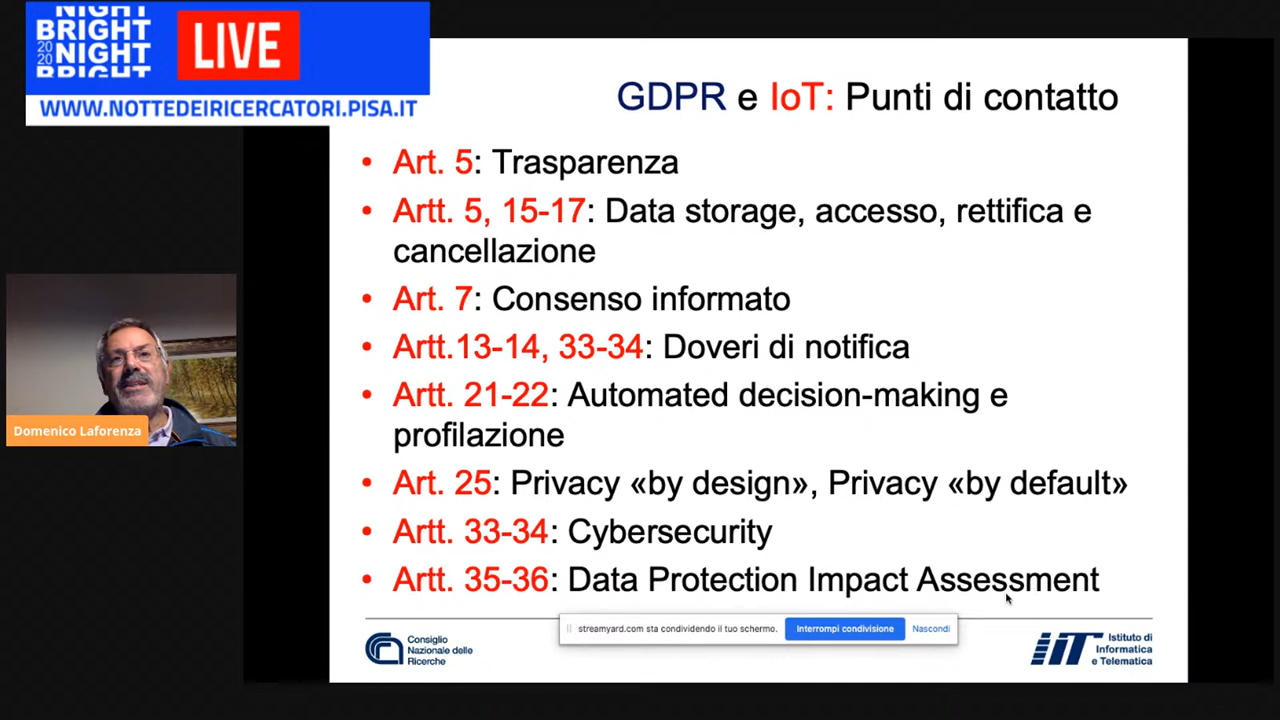 NIGHT
BRIGHT
2020 NIGHT
BRIGHT
LIVE
WWW.NOTTEDEIRICERCATORI.PISA.IT
GDPR e IoT: Punti di contatto
• Art. 5: Trasparenza
• Artt. 5, 15-17: Data storage, accesso, rettifica e
cancellazione
• Art. 7: Consenso informato
• Artt.13-14, 33-34: Doveri di notifica
• Artt. 21-22: Automated decision-making e
profilazione
• Art. 25: Privacy «by design», Privacy «by default»
• Artt. 33-34: Cybersecurity
• Artt. 35-36: Data Protection Impact Assessment
Domenico Laforenza
streamyard.com sta condividendo il tuo schermo. Interrompi condivisione Nascondi
Consiglio
Nazionale delle
Ricerche
IIT
Istituto di
Informatica
e Telematica